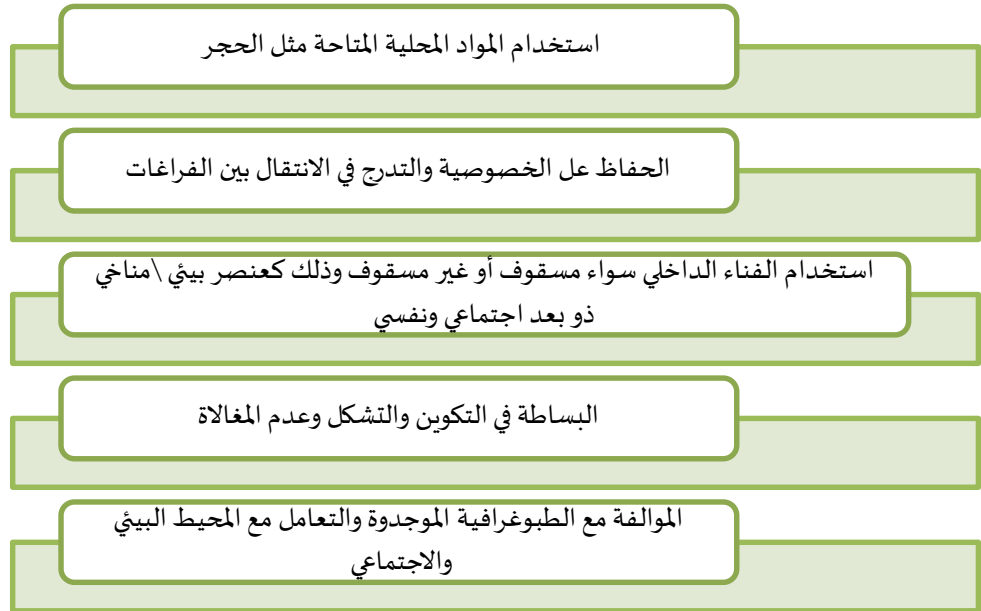 استخدام المواد المحلية المتاحة مثل الحجر
الحفاظ عل الخصوصية والتدرج في الانتقال بين الفراغات
استخدام الفناء الداخلي سواء مسقوف أو غير مسقوف وذلك كعنصر بيئي \مناخي
ذو بعد اجتماعي ونفسي
البساطة في التكوين والتشكل وعدم المغالاة
الموالفة مع الطبوغرافية الموجدوة والتعامل مع المحيط البيئي
والاجتماعي